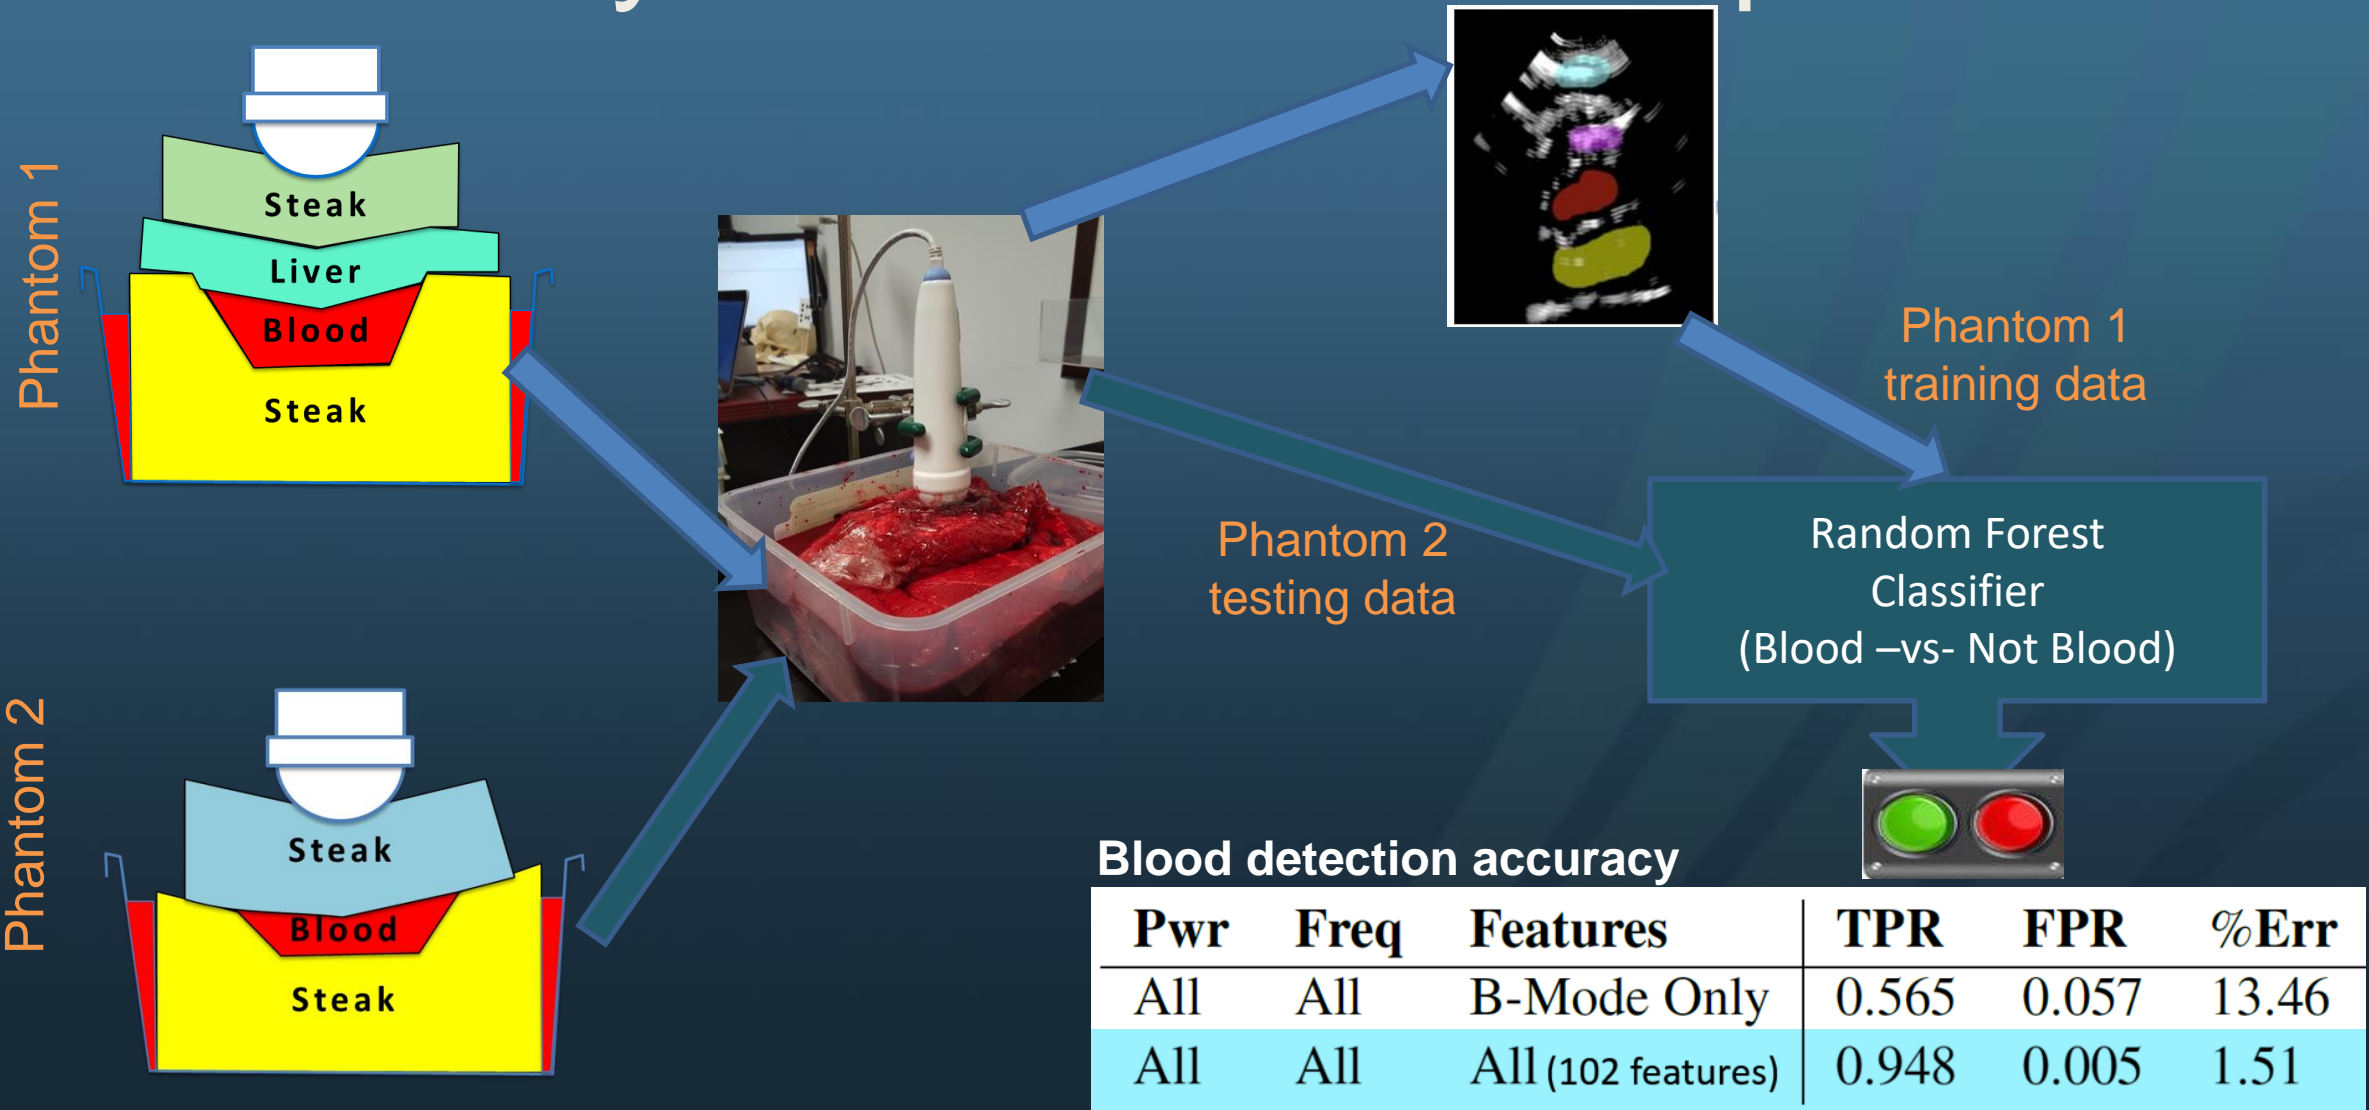 Phantom 1
Steak
Liver
Blood
Steak
Phantom 1
training data
Phantom 2
testing data
Random Forest
Classifier
(Blood –vs- Not Blood)
Phantom 2
Steak
Blood
Steak
Blood detection accuracy
Pwr Freq Features TPR FPR %Err
All All B-Mode Only 0.565 0.057 13.46
All All All (102 features) 0.948 0.005 1.51